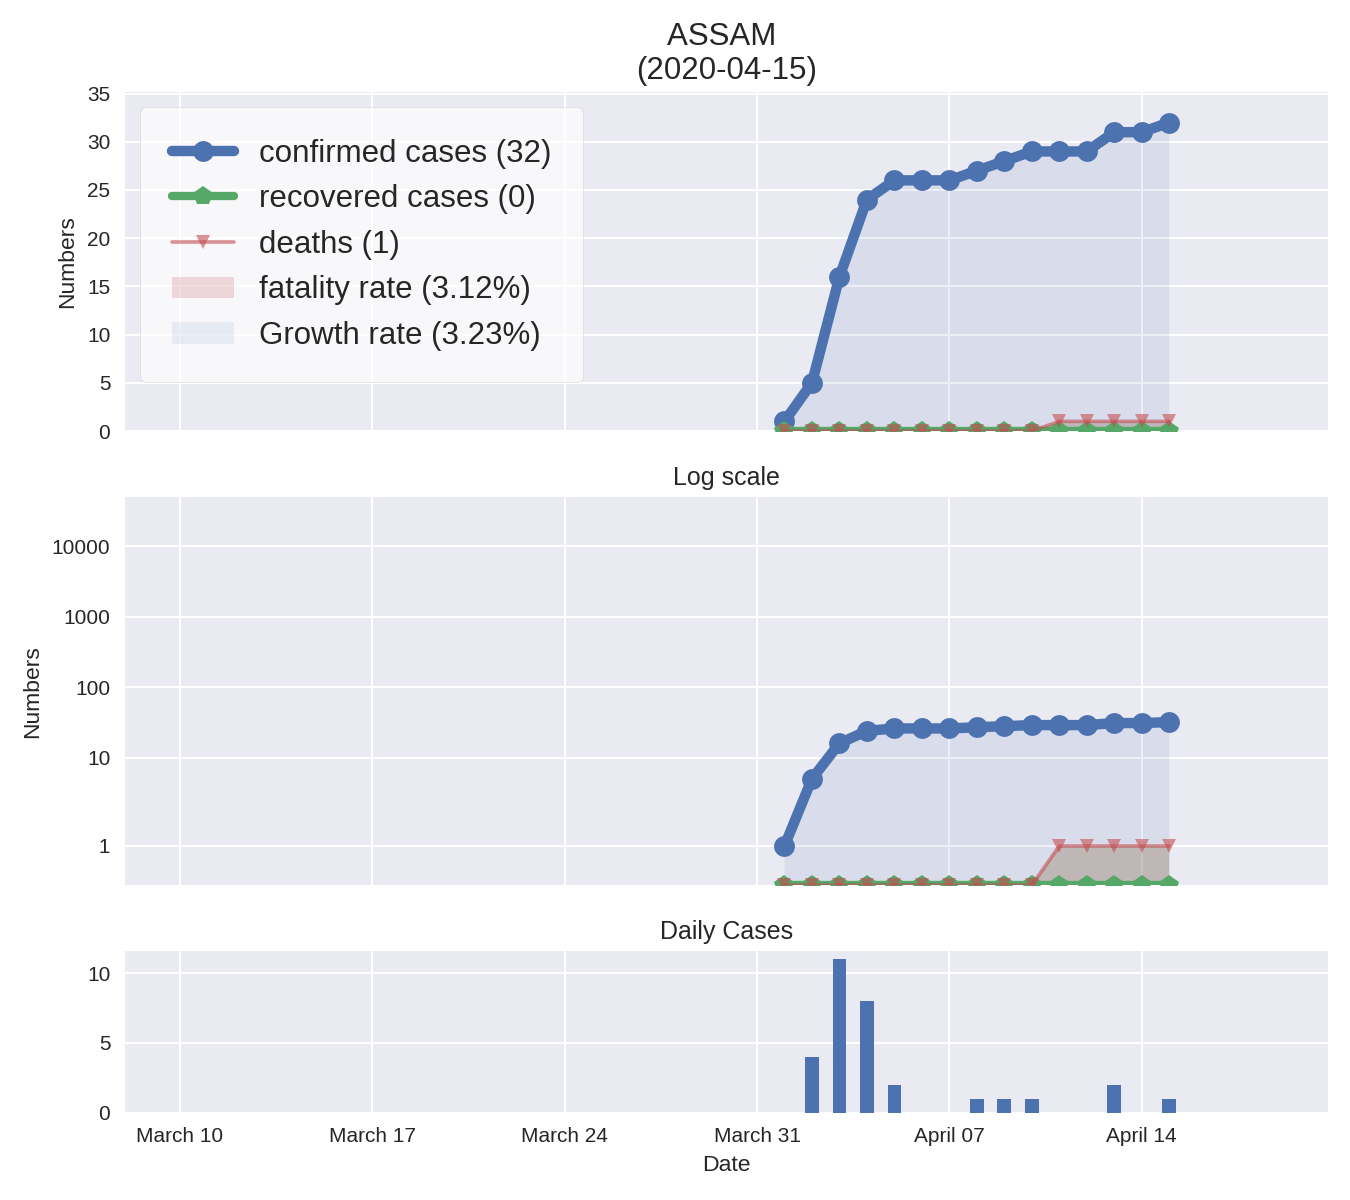 ASSAM
(2020-04-15)
35
30
25
20
15
10
5
0
Numbers
confirmed cases (32)
recovered cases (0)
deaths (1)
fatality rate (3.12%)
Growth rate (3.23%)
Log scale
10000
1000
100
10
1
Numbers
Daily Cases
10
5
0
March 10 March 17 March 24 March 31 April 07 April 14
Date